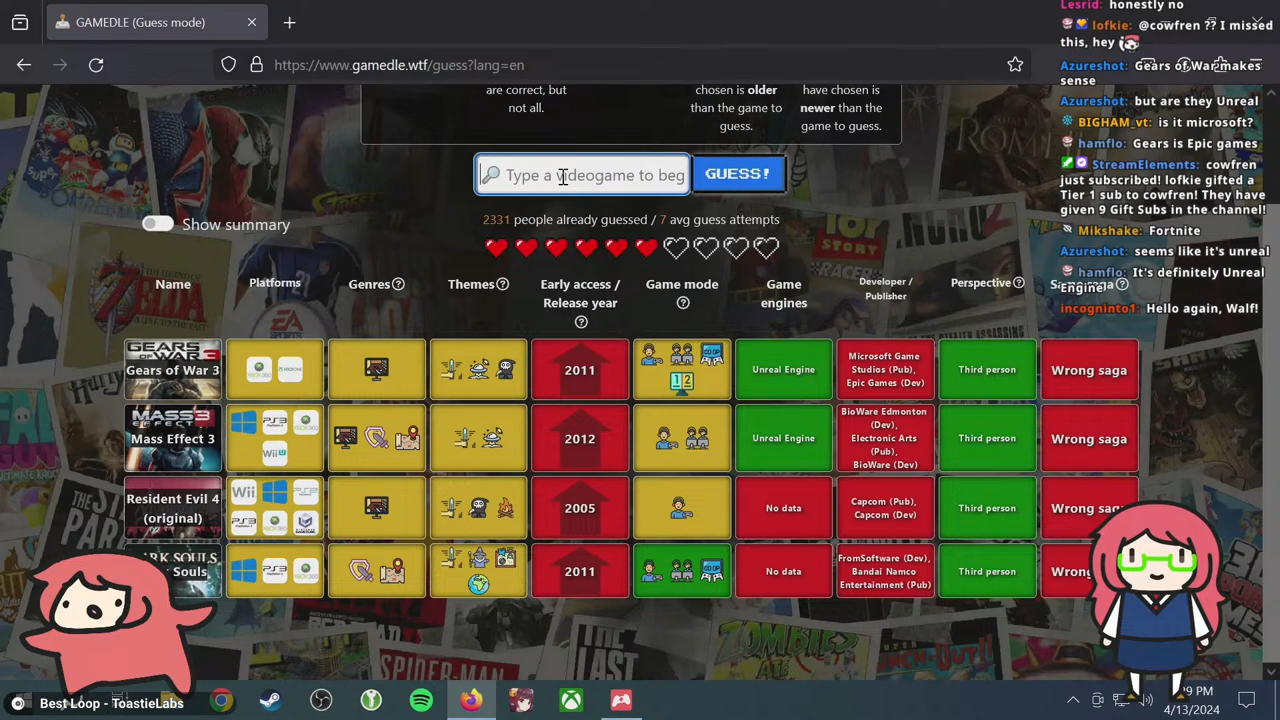 GAMEDLE (Guess mode)
https://www.gamedle.wtf/guess?lang=en
are correct, but
not all.
chosen is older
than the game to
guess.
have chosen is
newer than the
game to guess.
Type a videogame to beg
GUESS!
2331 people already guessed / 7 avg guess attempts
Show summary
Name
Platforms
Genres
Themes
Early access /
Release year
Game mode
Game
engines
Developer /
Publisher
Perspective
Gears of War 3
2011
Unreal Engine
Microsoft Game
Studios (Pub),
Epic Games (Dev)
Third person
Wrong saga
Mass Effect 3
2012
Unreal Engine
BioWare Edmonton
(Dev),
Electronic Arts
(Pub),
BioWare (Dev)
Third person
Wrong saga
Resident Evil 4
(original)
2005
No data
Capcom (Pub),
Capcom (Dev)
Third person
Wrong saga
Souls
2011
No data
FromSoftware (Dev),
Bandai Namco
Entertainment (Pub)
Third person
Wrong
Lesrid: honestly no
lofkie: @cowfren ?? I missed
this, hey
Azureshot: Gears of War makes
sense
Azureshot: but are they Unreal
BIGHAM_vt: is it microsoft?
hamflo: Gears is Epic games
StreamElements: cowfren
just subscribed! lofkie gifted a
Tier 1 sub to cowfren! They have
given 9 Gift Subs in the channel!
Mikshake: Fortnite
Azureshot: seems like it's unreal
hamflo: It's definitely Unreal
Engine
incogninto1: Hello again, Walf!
Best Loop - ToastieLabs
4/13/2024